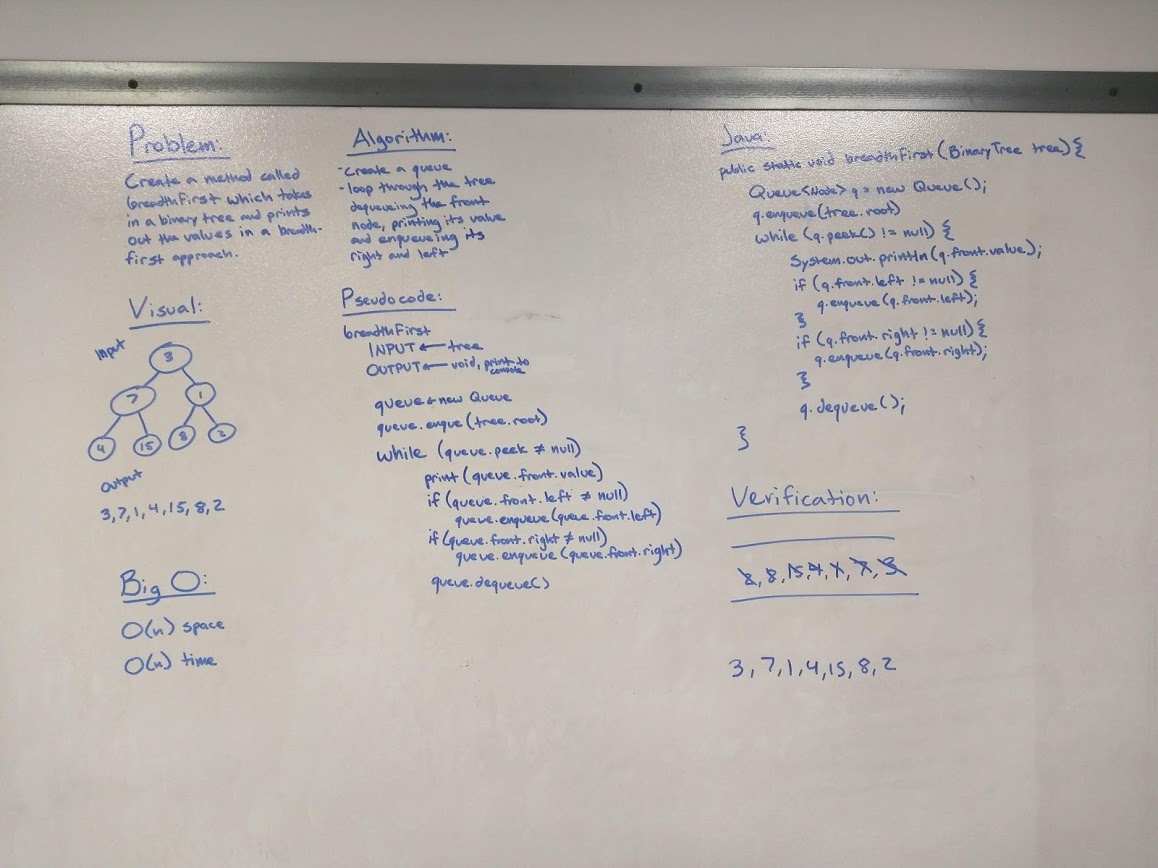 Problem:
Create a method called
breadthFirst which takes
in a binary tree and prints
out the values in a breadth-
first approach.
Visual:
Input
3
7 1
4 15 8 2
Output
3,7,1,4,15,8,2
Big O:
O(n) space
O(n) time
Algorithm:
-create a queue
-loop through the tree
dequeueing the front
node, printing its value
and enqueueing its
right and left
Pseudocode:
breadthFirst
INPUT ← tree
OUTPUT ← void, print to
console
queue ← new Queue
queue.enque(tree.root)
while (queue.peek ≠ null)
print(queue.front.value)
if (queue.front.left ≠ null)
queue.enqueue(queue.front.left)
if (queue.front.right ≠ null)
queue.enqueue(queue.front.right)
queue.dequeue()
Java:
public static void breadthFirst(BinaryTree tree){
Queue<Node> q = new Queue();
q.enqueue(tree.root)
while (q.peek() != null) {
System.out.println(q.front.value);
if (q.front.left != null) {
q.enqueue(q.front.left);
}
if (q.front.right != null){
q.enqueue(q.front.right);
}
q.dequeue();
}
Verification:
2, 8, 15, 4, 1, 7, 3
3, 7, 1, 4, 15, 8, 2